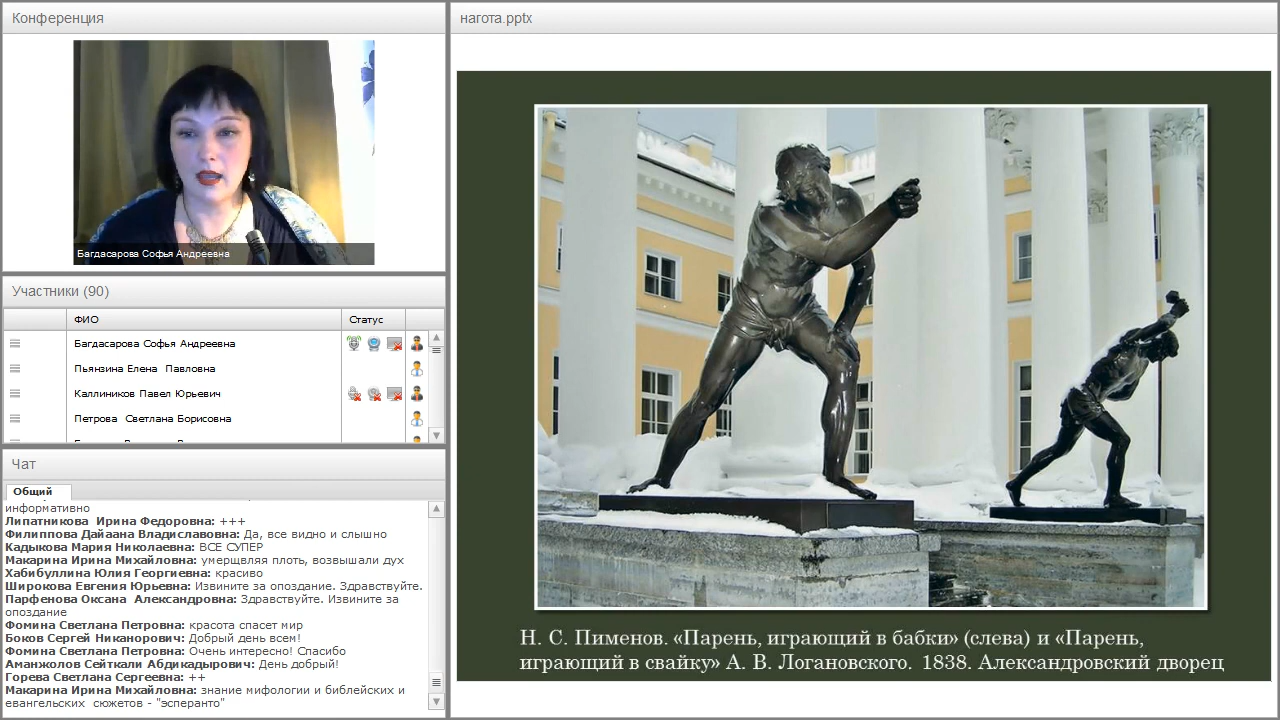 Конференция
Багдасарова Софья Андреевна
Участники (90)
ФИО Статус
Багдасарова Софья Андреевна
Пьянзина Елена Павловна
Каллиников Павел Юрьевич
Петрова Светлана Борисовна
Чат
Общий
информативно
Липатникова Ирина Федоровна: +++
Филиппова Дайаана Владиславовна: Да, все видно и слышно
Кадыкова Мария Николаевна: ВСЕ СУПЕР
Макарина Ирина Михайловна: умерщвляя плоть, возвышали дух
Хабибуллина Юлия Георгиевна: красиво
Широкова Евгения Юрьевна: Извините за опоздание. Здравствуйте.
Парфенова Оксана Александровна: Здравствуйте. Извините за
опоздание
Фомина Светлана Петровна: красота спасет мир
Боков Сергей Никанорович: Добрый день всем!
Фомина Светлана Петровна: Очень интересно! Спасибо
Аманжолов Сейткали Абдикадырович: День добрый!
Горева Светлана Сергеевна: ++
Макарина Ирина Михайловна: знание мифологии и библейских и
евангельских сюжетов - "эмперанто"
нагота.pptx
Н. С. Пименов. «Парень, играющий в бабки» (слева) и «Парень,
играющий в свайку» А. В. Логановского. 1838. Александровский дворец